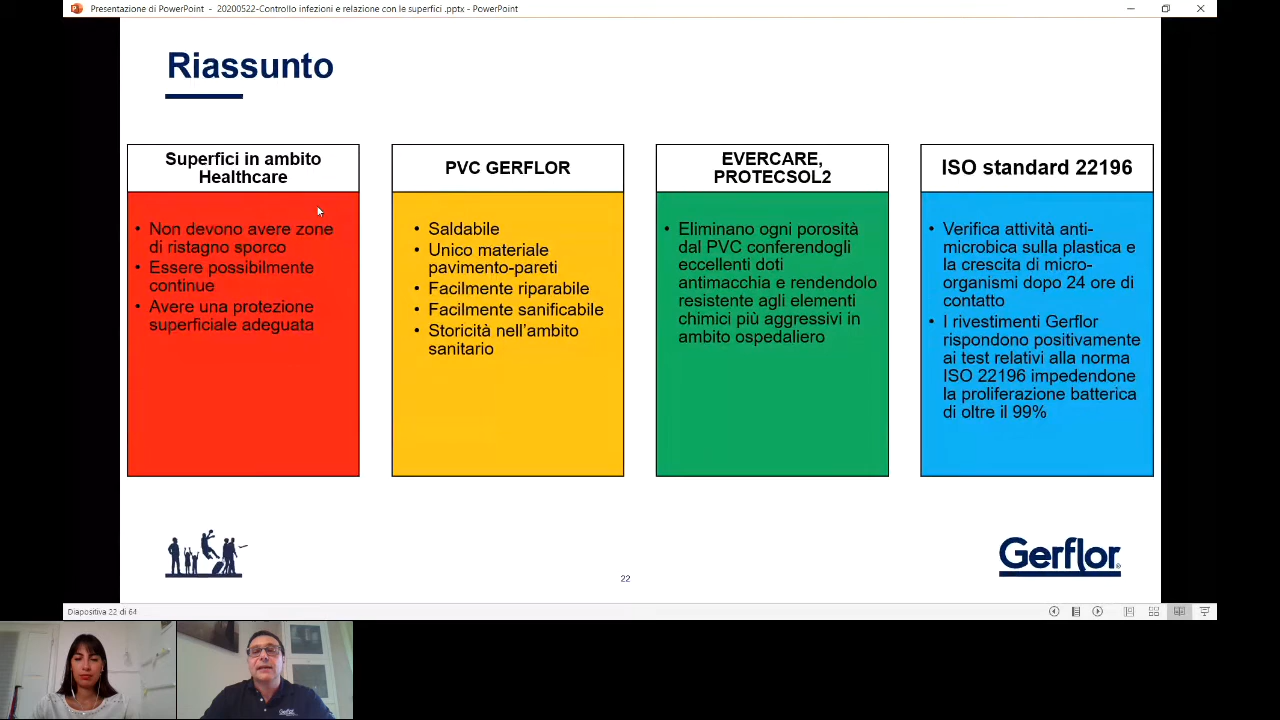 Presentazione di PowerPoint - 20200522-Controllo infezioni e relazione con le superfici .pptx - PowerPoint
Riassunto
Superfici in ambito
Healthcare
• Non devono avere zone
di ristagno sporco
• Essere possibilmente
continue
• Avere una protezione
superficiale adeguata
PVC GERFLOR
• Saldabile
• Unico materiale
pavimento-pareti
• Facilmente riparabile
• Facilmente sanificabile
• Storicità nell'ambito
sanitario
EVERCARE,
PROTECSOL2
• Eliminano ogni porosità
dal PVC conferendogli
eccellenti doti
antimacchia e rendendolo
resistente agli elementi
chimici più aggressivi in
ambito ospedaliero
ISO standard 22196
• Verifica attività anti-
microbica sulla plastica e
la crescita di micro-
organismi dopo 24 ore di
contatto
• I rivestimenti Gerflor
rispondono positivamente
ai test relativi alla norma
ISO 22196 impedendone
la proliferazione batterica
di oltre il 99%
Gerflor®
22
Diapositiva 22 di 64
Gerflor